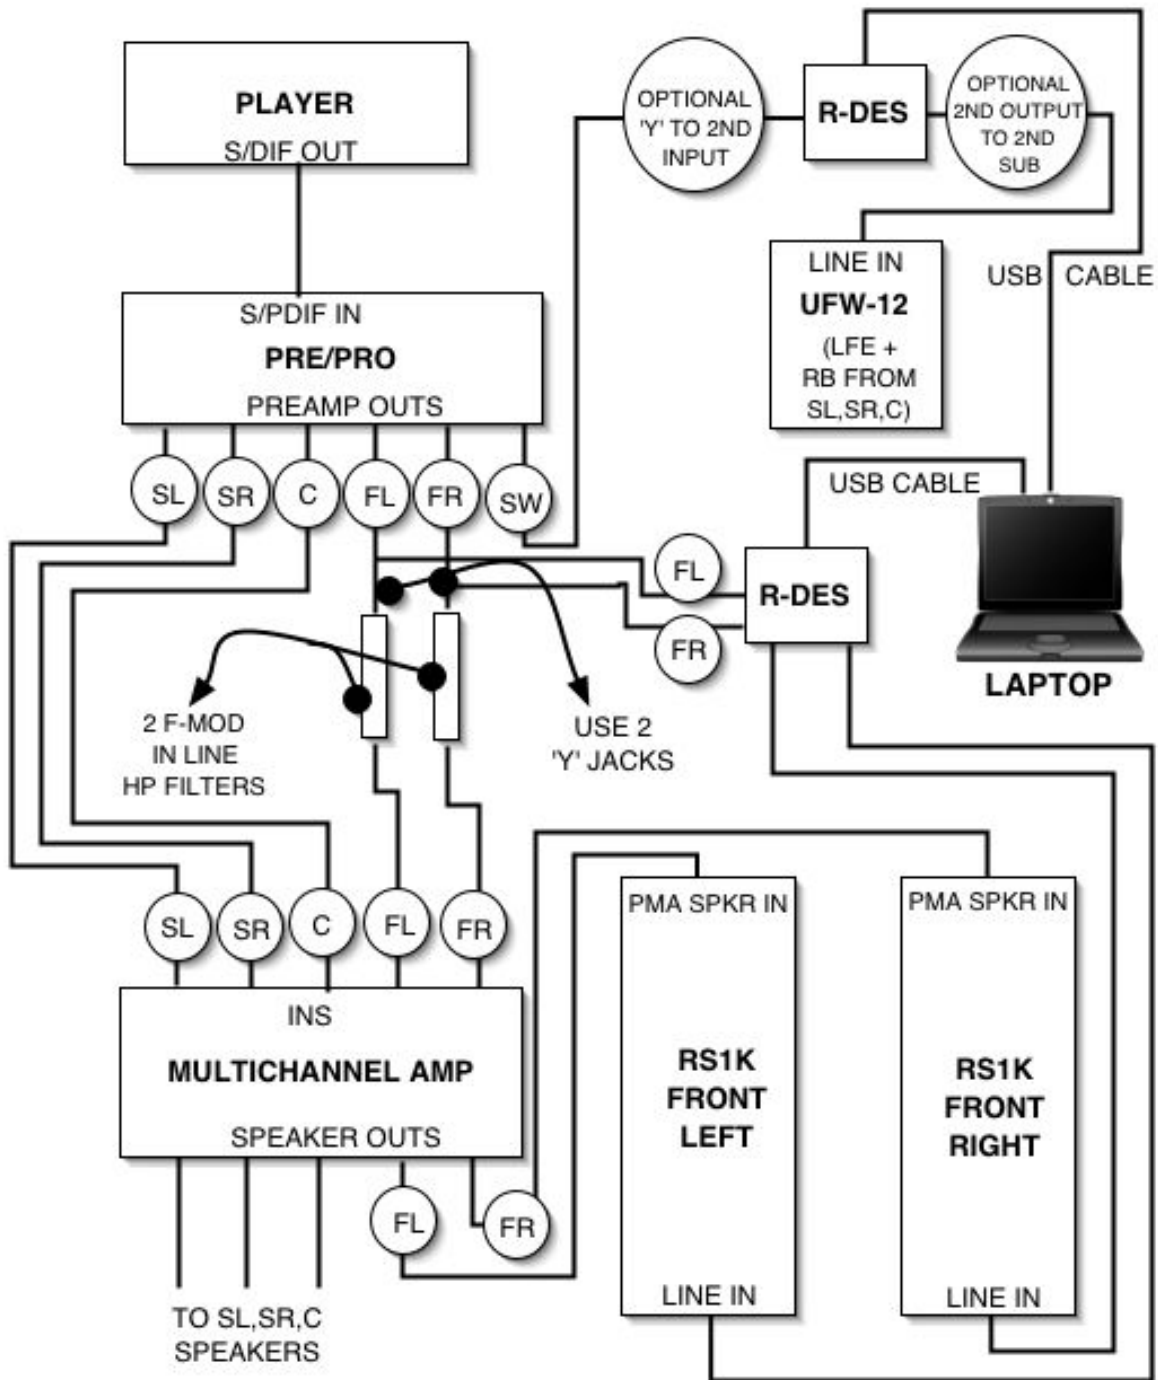 PLAYER
S/DIF OUT
OPTIONAL
'Y' TO 2ND
INPUT
R-DES
OPTIONAL
2ND OUTPUT
TO 2ND
SUB
LINE IN
UFW-12
(LFE +
RB FROM
SL,SR,C)
USB CABLE
S/PDIF IN
PRE/PRO
PREAMP OUTS
SL
SR
C
FL
FR
SW
USB CABLE
FL
FR
R-DES
LAPTOP
2 F-MOD
IN LINE
HP FILTERS
USE 2
'Y' JACKS
SL
SR
C
FL
FR
INS
MULTICHANNEL AMP
SPEAKER OUTS
FL
FR
TO SL,SR,C
SPEAKERS
PMA SPKR IN
RS1K
FRONT
LEFT
LINE IN
PMA SPKR IN
RS1K
FRONT
RIGHT
LINE IN